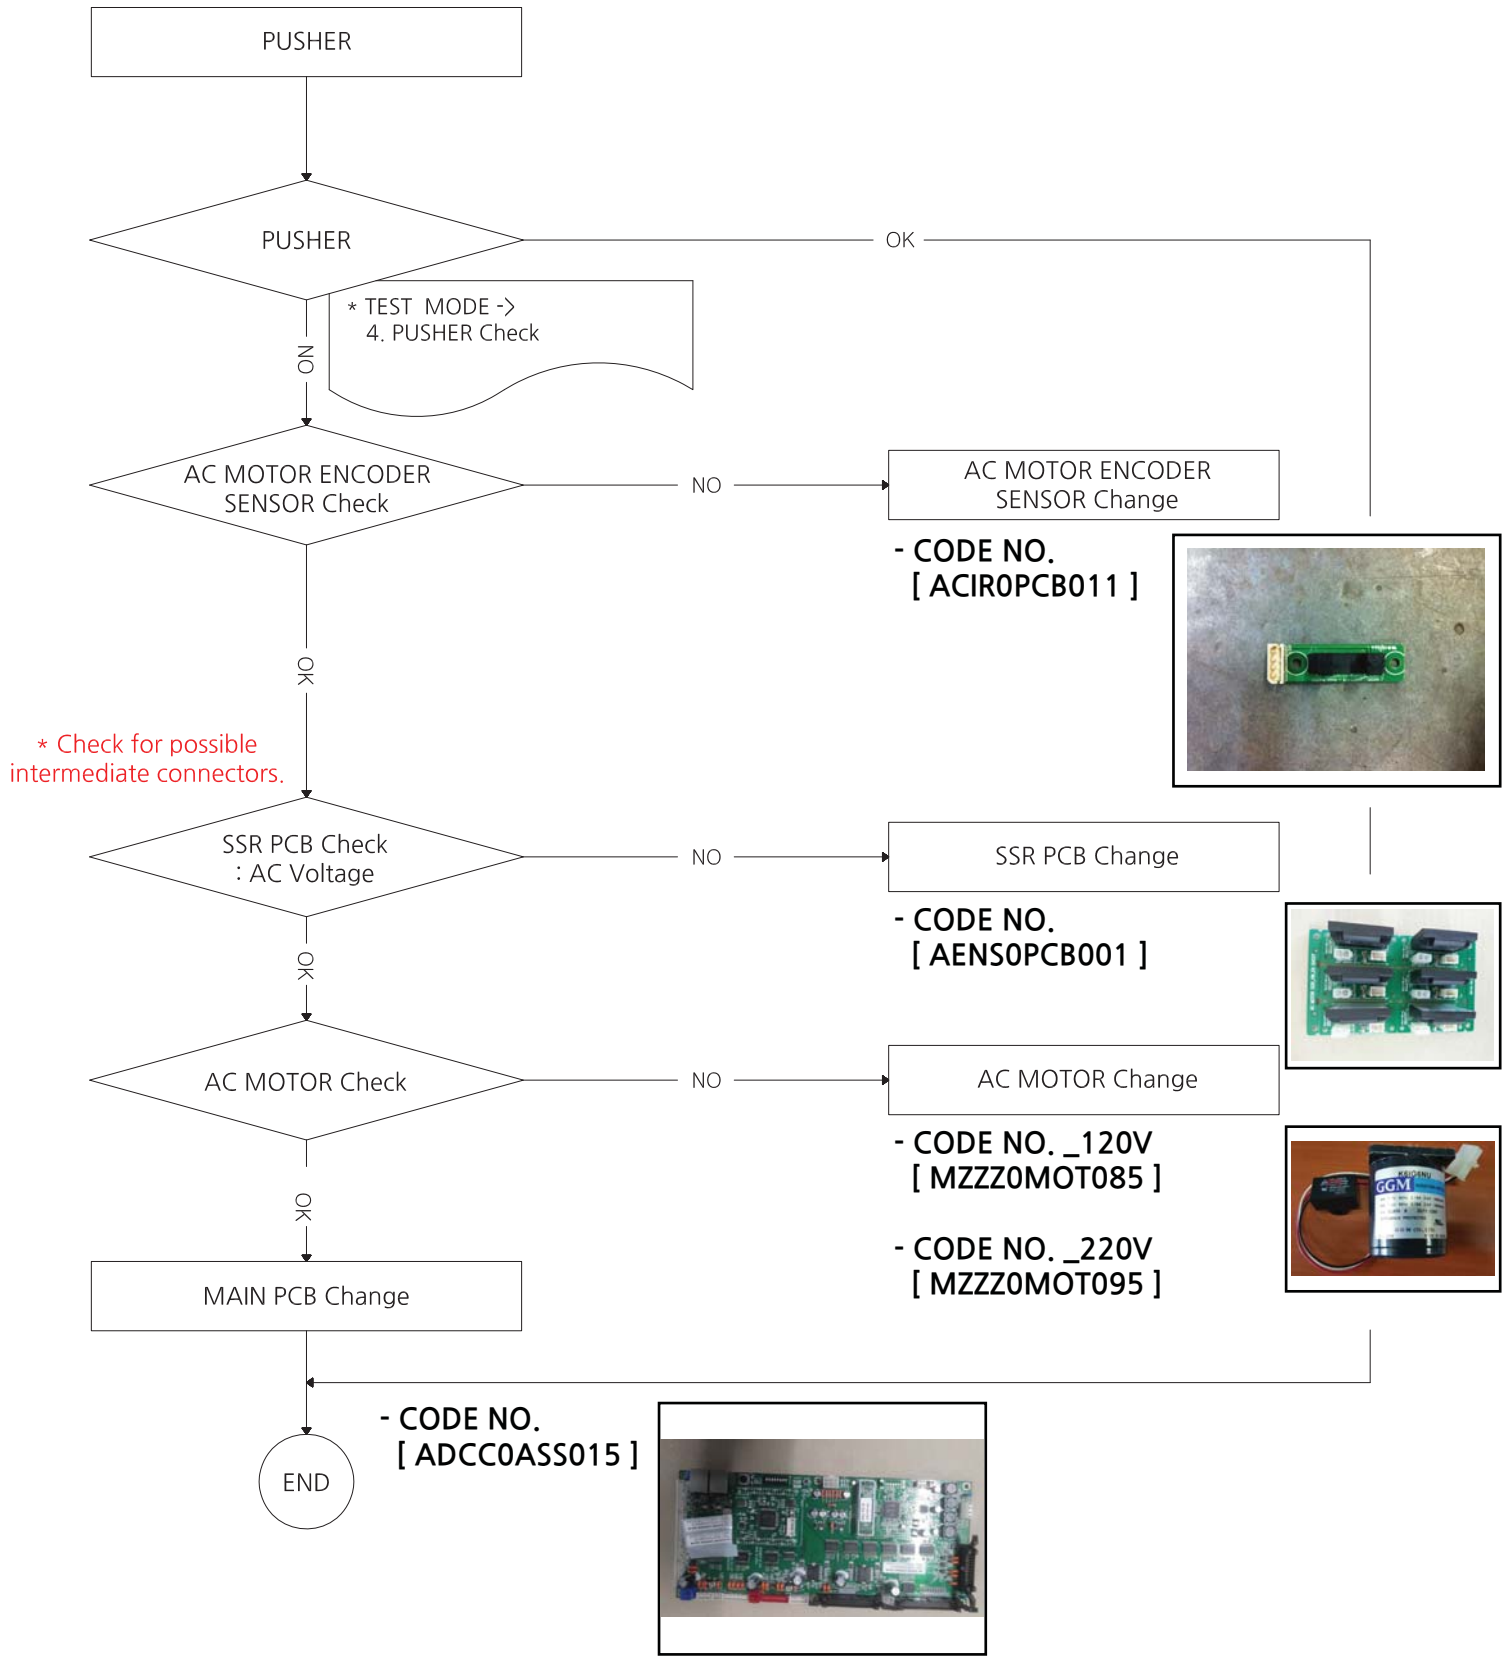 PUSHER
PUSHER
OK
* TEST MODE ->
4. PUSHER Check
NO
AC MOTOR ENCODER
SENSOR Check
NO
AC MOTOR ENCODER
SENSOR Change
- CODE NO.
[ ACIR0PCB011 ]
OK
* Check for possible
intermediate connectors.
SSR PCB Check
: AC Voltage
NO
SSR PCB Change
- CODE NO.
[ AENS0PCB001 ]
OK
AC MOTOR Check
NO
AC MOTOR Change
- CODE NO. _120V
[ MZZZ0MOT085 ]
- CODE NO. _220V
[ MZZZ0MOT095 ]
K6IG6NU
GGM
OK
MAIN PCB Change
- CODE NO.
[ ADCC0ASS015 ]
END